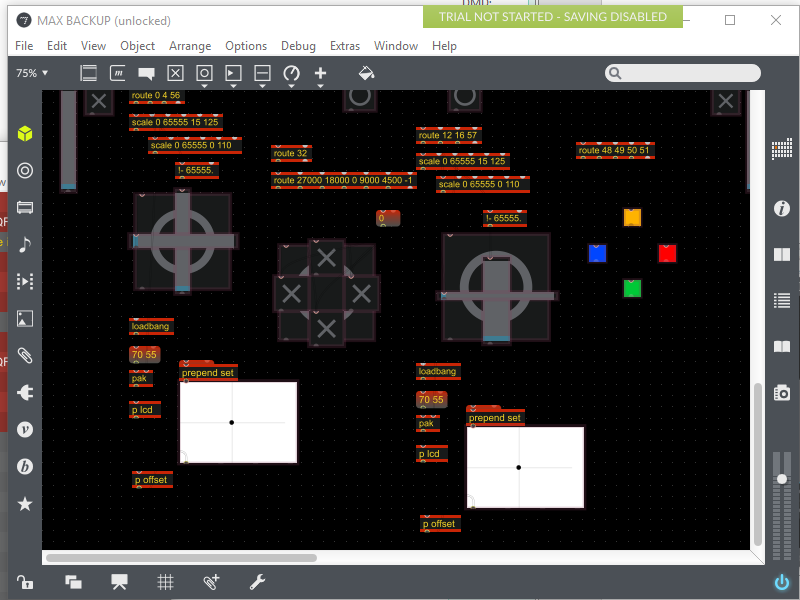 DMD:
MAX BACKUP (unlocked)
TRIAL NOT STARTED - SAVING DISABLED
File Edit View Object Arrange Options Debug Extras Window Help
75%
route 0 4 56
scale 0 65555 15 125
scale 0 65555 0 110
!- 65555.
route 32
route 27000 18000 0 9000 4500 -1
0
route 12 16 57
scale 0 65555 15 125
scale 0 65555 0 110
!- 65555.
route 48 49 50 51
loadbang
70 55
pak
prepend set
p lcd
p offset
loadbang
70 55
pak
prepend set
p lcd
p offset